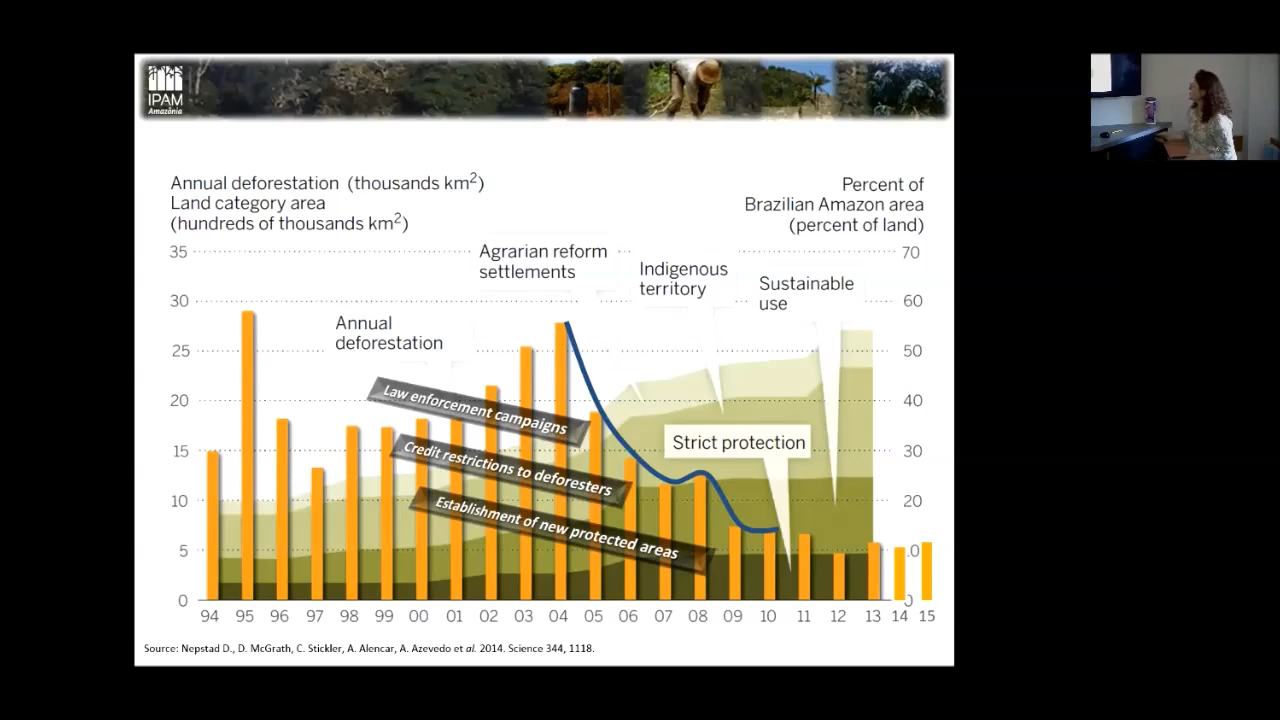 IPAM
Amazônia
Annual deforestation (thousands km²)
Land category area
(hundreds of thousands km²)
Percent of
Brazilian Amazon area
(percent of land)
35
70
Agrarian reform
settlements
Indigenous
territory
Sustainable
use
30
60
Annual
deforestation
25
50
Law enforcement campaigns
20
40
Strict protection
Credit restrictions to deforesters
15
30
Establishment of new protected areas
10
20
5
.0
0
0
94 95 96 97 98 99 00 01 02 03 04 05 06 07 08 09 10 11 12 13 14 15
Source: Nepstad D., D. McGrath, C. Stickler, A. Alencar, A. Azevedo et al. 2014. Science 344, 1118.